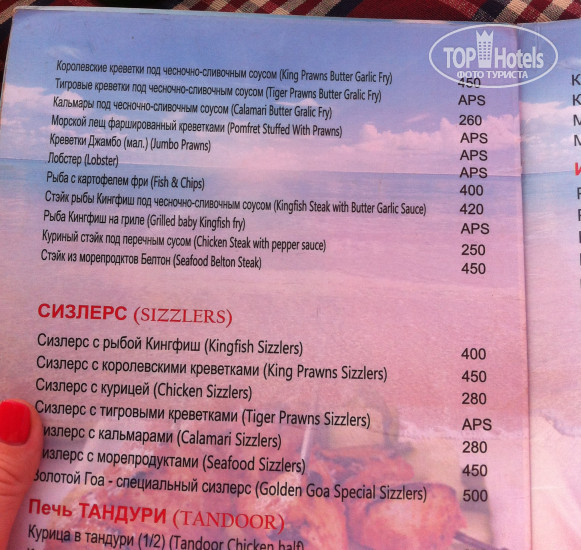 TOPHotels
ФОТО ТУРИСТА
Королевские креветки под чесночно-сливочным соусом (King Prawns Butter Garlic Fry) 450
Тигровые креветки под чесночно-сливочным соусом (Tiger Prawns Butter Gralic Fry) APS
Кальмары под чесночно-сливочным соусом (Calamari Butter Gralic Fry) 260
Морской лещ фаршированный креветками (Pomfret Stuffed With Prawns) APS
Креветки Джамбо (мал.) (Jumbo Prawns) APS
Лобстер (Lobster) APS
Рыба с картофелем фри (Fish & Chips) 400
Стэйк рыбы Кингфиш под чесночно-сливочным соусом (Kingfish Steak with Butter Garlic Sauce) 420
Рыба Кингфиш на гриле (Grilled baby Kingfish fry) APS
Куриный стэйк под перечным соусом (Chicken Steak with pepper sauce) 250
Стэйк из морепродктов Белтон (Seafood Belton Steak) 450
СИЗЛЕРС (SIZZLERS)
Сизлерс с рыбой Кингфиш (Kingfish Sizzlers) 400
Сизлерс с королевскими креветками (King Prawns Sizzlers) 450
Сизлерс с курицей (Chicken Sizzlers) 280
Сизлерс с тигровыми креветками (Tiger Prawns Sizzlers) APS
излерс с кальмарами (Calamari Sizzlers) 280
излерс с морепродуктами (Seafood Sizzlers) 450
Золотой Гоа - специальный сизлерс (Golden Goa Special Sizzlers) 500
Печь ТАНДУРИ (TANDOOR)
Курица в тандури (1/2) (Tandoor Chicken half)